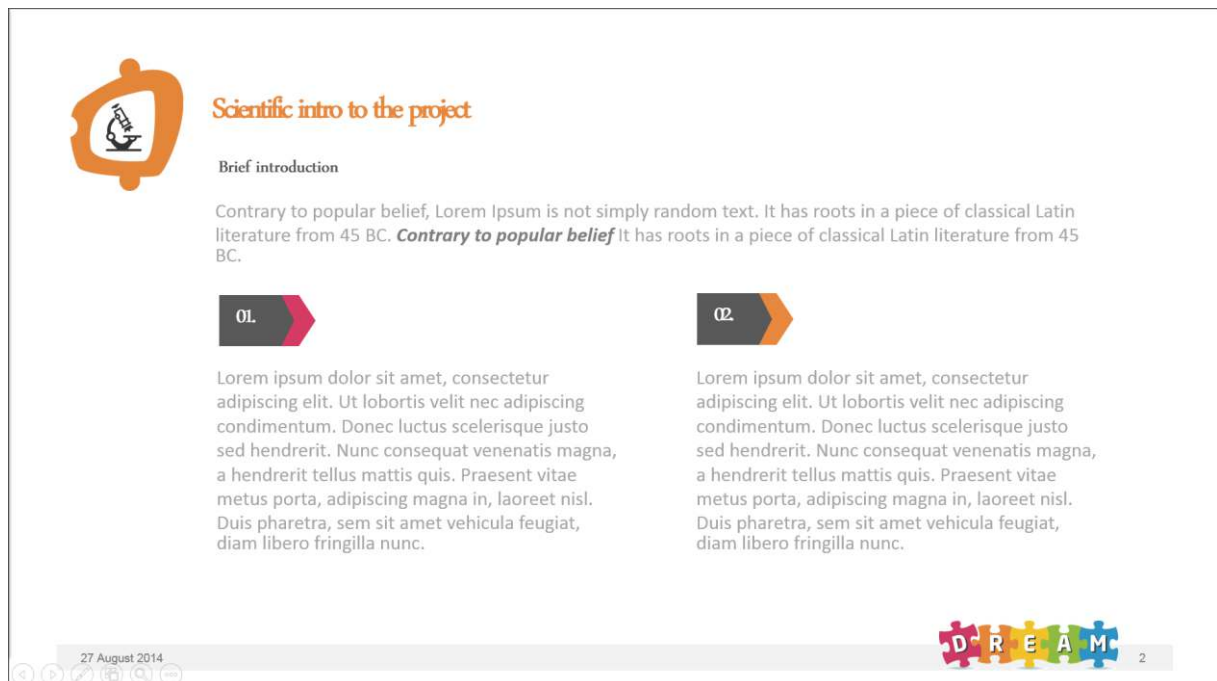 Scientific intro to the project
Brief introduction
Contrary to popular belief, Lorem Ipsum is not simply random text. It has roots in a piece of classical Latin
literature from 45 BC. Contrary to popular belief It has roots in a piece of classical Latin literature from 45
BC.
01.
Lorem ipsum dolor sit amet, consectetur
adipiscing elit. Ut lobortis velit nec adipiscing
condimentum. Donec luctus scelerisque justo
sed hendrerit. Nunc consequat venenatis magna,
a hendrerit tellus mattis quis. Praesent vitae
metus porta, adipiscing magna in, laoreet nisl.
Duis pharetra, sem sit amet vehicula feugiat,
diam libero fringilla nunc.
02.
Lorem ipsum dolor sit amet, consectetur
adipiscing elit. Ut lobortis velit nec adipiscing
condimentum. Donec luctus scelerisque justo
sed hendrerit. Nunc consequat venenatis magna,
a hendrerit tellus mattis quis. Praesent vitae
metus porta, adipiscing magna in, laoreet nisl.
Duis pharetra, sem sit amet vehicula feugiat,
diam libero fringilla nunc.
27 August 2014
DREAM
2